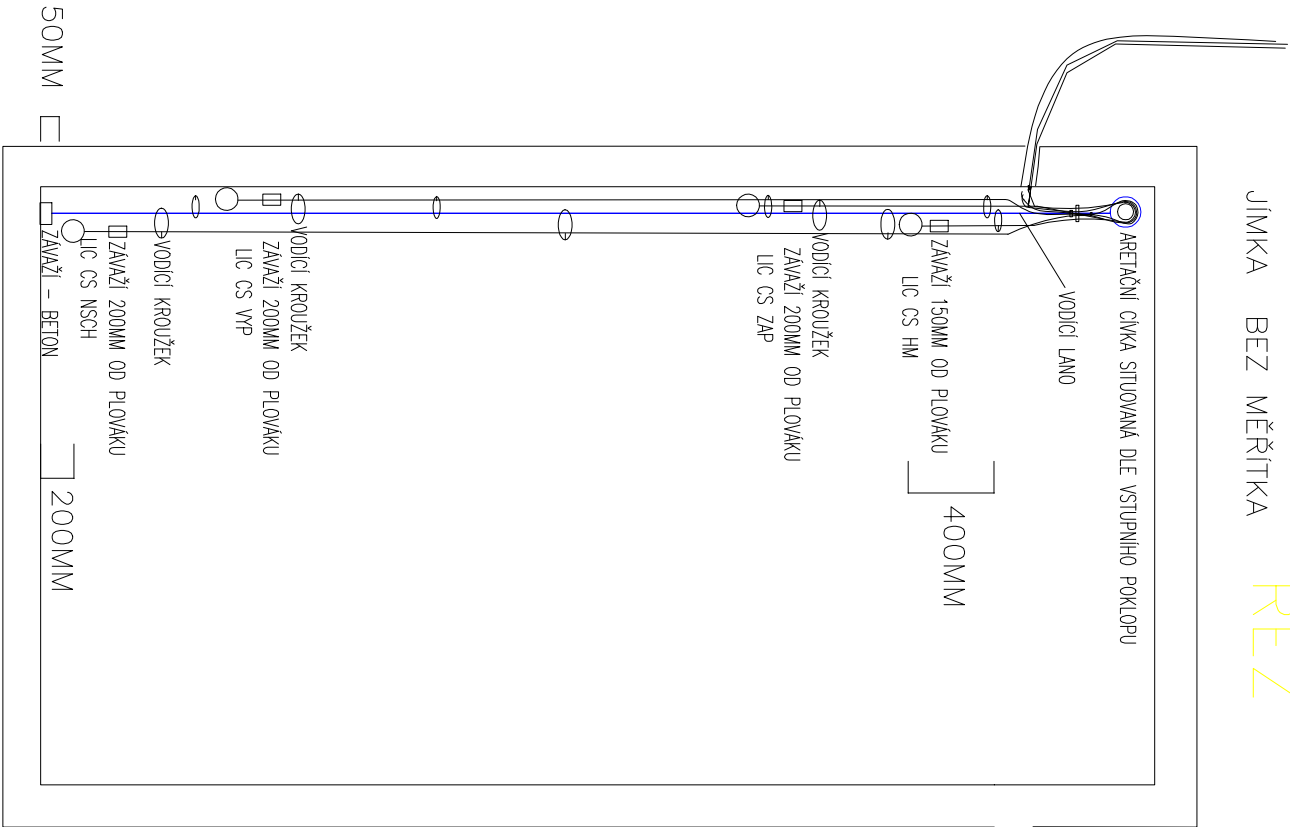 ŘEZ
JÍMKA BEZ MĚŘÍTKA
ARETAČNÍ CÍVKA SITUOVANÁ DLE VSTUPNÍHO POKLOPU
VODÍCÍ LANO
400MM
ZÁVAŽÍ 150MM OD PLOVÁKU
LIC CS HM
VODÍCÍ KROUŽEK
ZÁVAŽÍ 200MM OD PLOVÁKU
LIC CS ZAP
VODÍCÍ KROUŽEK
ZÁVAŽÍ 200MM OD PLOVÁKU
LIC CS VYP
VODÍCÍ KROUŽEK
ZÁVAŽÍ 200MM OD PLOVÁKU
LIC CS NSCH
ZÁVAŽÍ - BETON
200MM
50MM